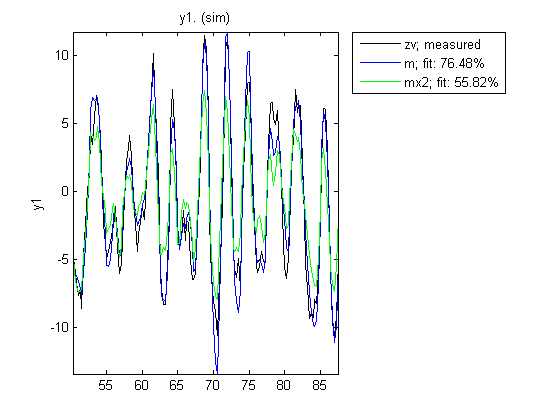 y1. (sim)
zv; measured
m; fit: 76.48%
mx2; fit: 55.82%
10
5
0
-5
-10
y1
55 60 65 70 75 80 85